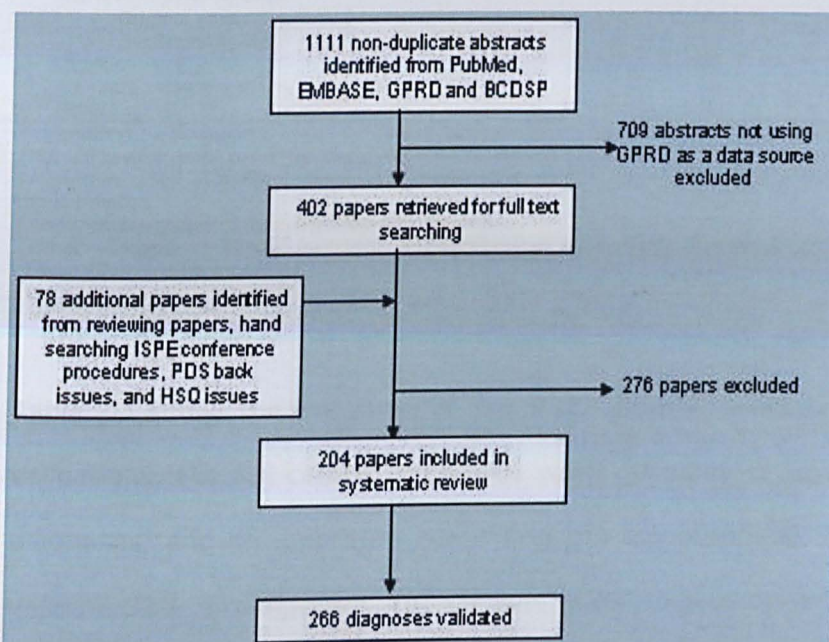 1111 non-duplicate abstracts
identified from PubMed,
EMBASE, GPRD and BCDSP
709 abstracts not using
GPRD as a data source
excluded
402 papers retrieved for full text
searching
78 additional papers identified
from reviewing papers, hand
searching ISPE conference
procedures, PDS back
issues, and HSQ issues
276 papers excluded
204 papers included in
systematic review
266 diagnoses validated